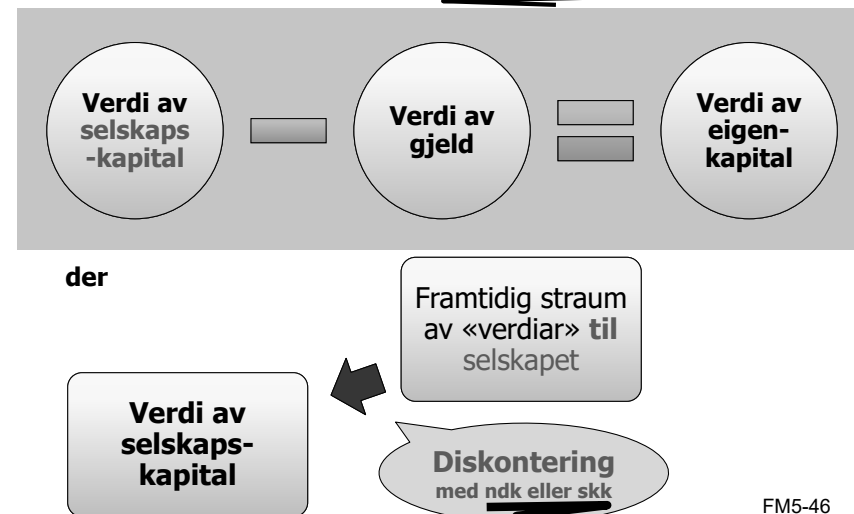 Verdi av
selskaps
-kapital
Verdi av
gjeld
Verdi av
eigen-
kapital
der
Framtidig straum
av «verdiar» til
selskapet
Verdi av
selskaps-
kapital
Diskontering
med ndk eller skk
FM5-46